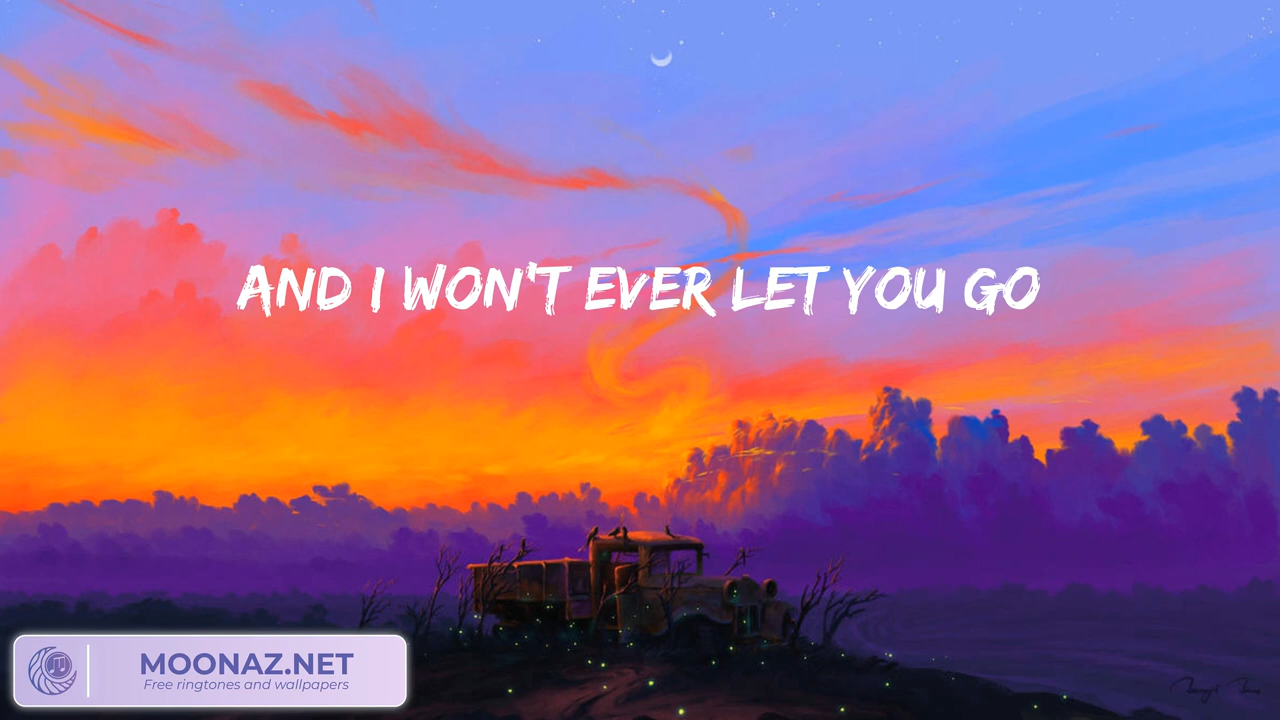 AND I WON'T EVER LET YOU GO
MOONAZ.NET
Free ringtones and wallpapers